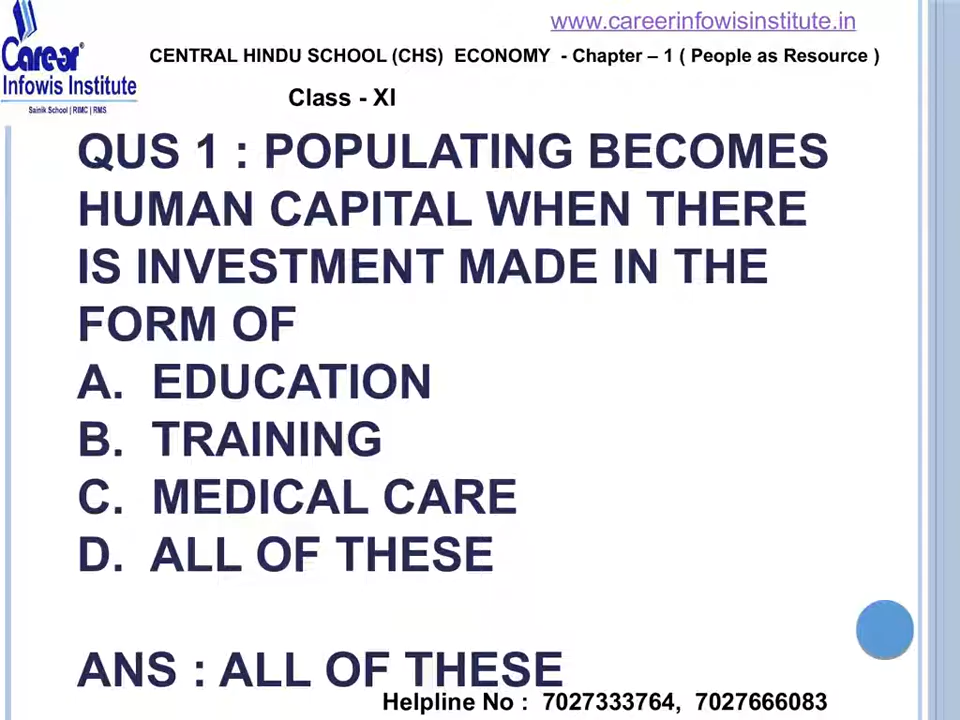 www.careerinfowisinstitute.in
Carear®
Infowis Institute
Sainik School | RIMC | RMS
CENTRAL HINDU SCHOOL (CHS) ECONOMY - Chapter – 1 ( People as Resource )
Class - XI
QUS 1 : POPULATING BECOMES
HUMAN CAPITAL WHEN THERE
IS INVESTMENT MADE IN THE
FORM OF
A. EDUCATION
B. TRAINING
C. MEDICAL CARE
D. ALL OF THESE
ANS : ALL OF THESE
Helpline No : 7027333764, 7027666083